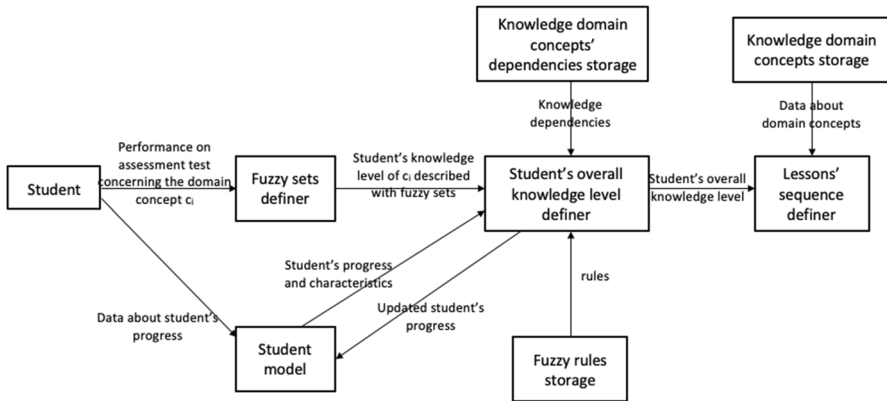 Knowledge domain
concepts'
dependencies storage
Knowledge domain
concepts storage
Knowledge
dependencies
Data about
domain concepts
Performance on
assessment test
concerning the domain
concept cᵢ
Student
Fuzzy sets
definer
Student's knowledge
level of cᵢ described
with fuzzy sets
Student's overall
knowledge level
definer
Student's overall
knowledge level
Lessons'
sequence
definer
Student's progress
and characteristics
rules
Data about student's
progress
Updated student's
progress
Student
model
Fuzzy rules
storage